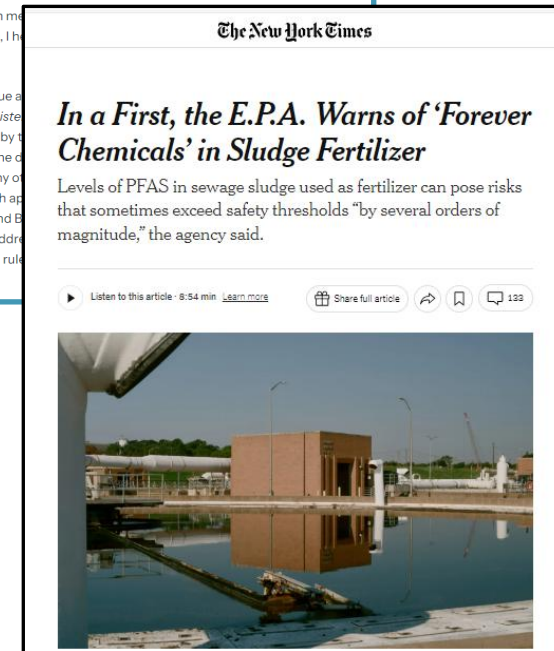 The New York Times
In a First, the E.P.A. Warns of ‘Forever
Chemicals’ in Sludge Fertilizer
Levels of PFAS in sewage sludge used as fertilizer can pose risks
that sometimes exceed safety thresholds “by several orders of
magnitude,” the agency said.
Listen to this article · 8:54 min Learn more
Share full article
133